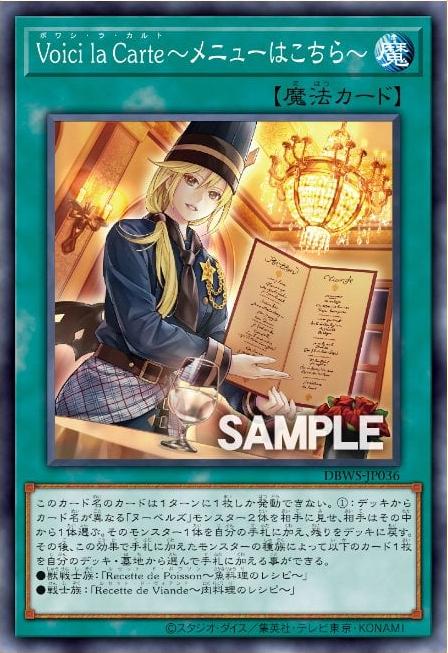 ボワシ・ラ・カルト
Voici la Carte～メニューはこちら～
魔
【魔法カード】
SAMPLE
DBWS-JP036
このカード名のカードは1ターンに1枚しか発動できない。①：デッキから
カード名が異なる「ヌーベルズ」モンスター2体を相手に見せ、相手はその中
から1体選ぶ。そのモンスター1体を自分の手札に加え、残りをデッキに戻す。
その後、この効果で手札に加えたモンスターの種族によって以下のカード1枚
を自分のデッキ・墓地から選んで手札に加える事ができる。
●獣戦士族：「Recette de Poisson～魚料理のレシピ～」
●戦士族：「Recette de Viande～肉料理のレシピ～」
©スタジオ・ダイス／集英社・テレビ東京・KONAMI